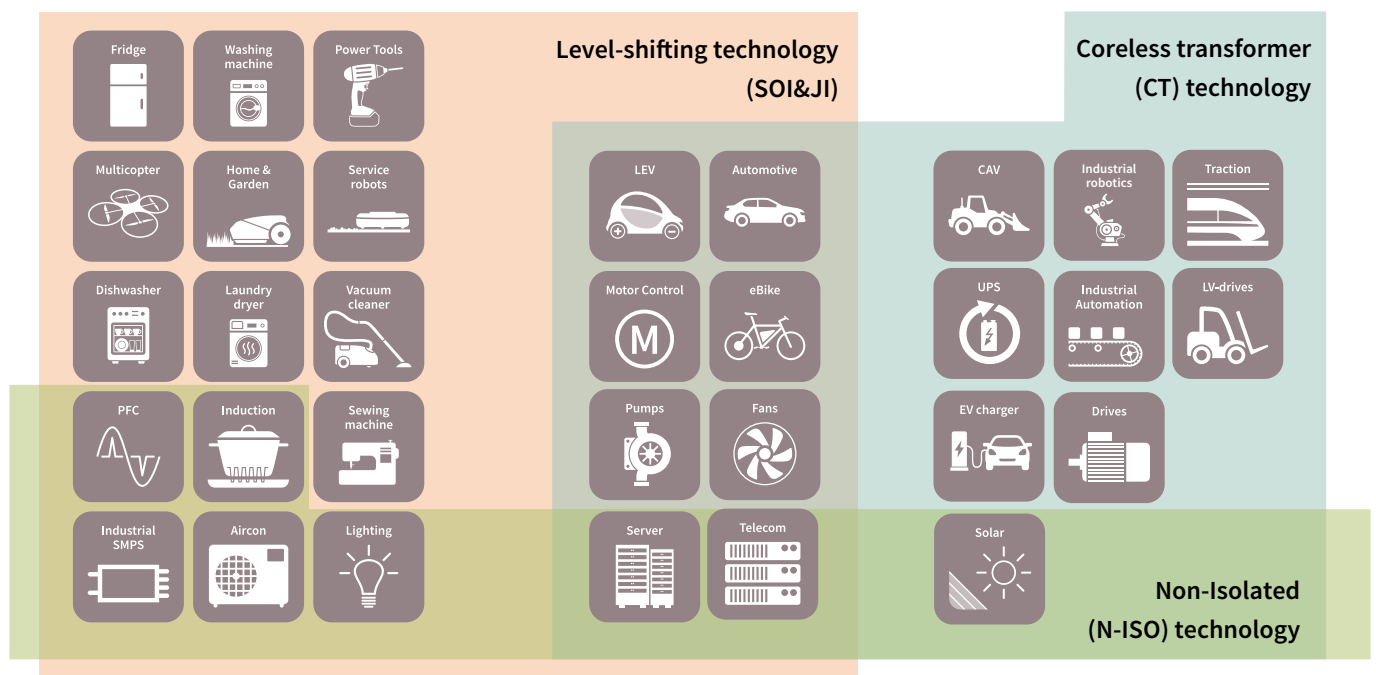 Level-shifting technology
(SOI&JI)
Coreless transformer
(CT) technology
Fridge
Washing
machine
Power Tools
Multicopter
Home &
Garden
Service
robots
LEV
Automotive
CAV
Industrial
robotics
Traction
Dishwasher
Laundry
dryer
Vacuum
cleaner
Motor Control
M
eBike
UPS
Industrial
Automation
LV-drives
PFC
Induction
Sewing
machine
Pumps
Fans
EV charger
Drives
Industrial
SMPS
Aircon
Lighting
Server
Telecom
Solar
Non-Isolated
(N-ISO) technology